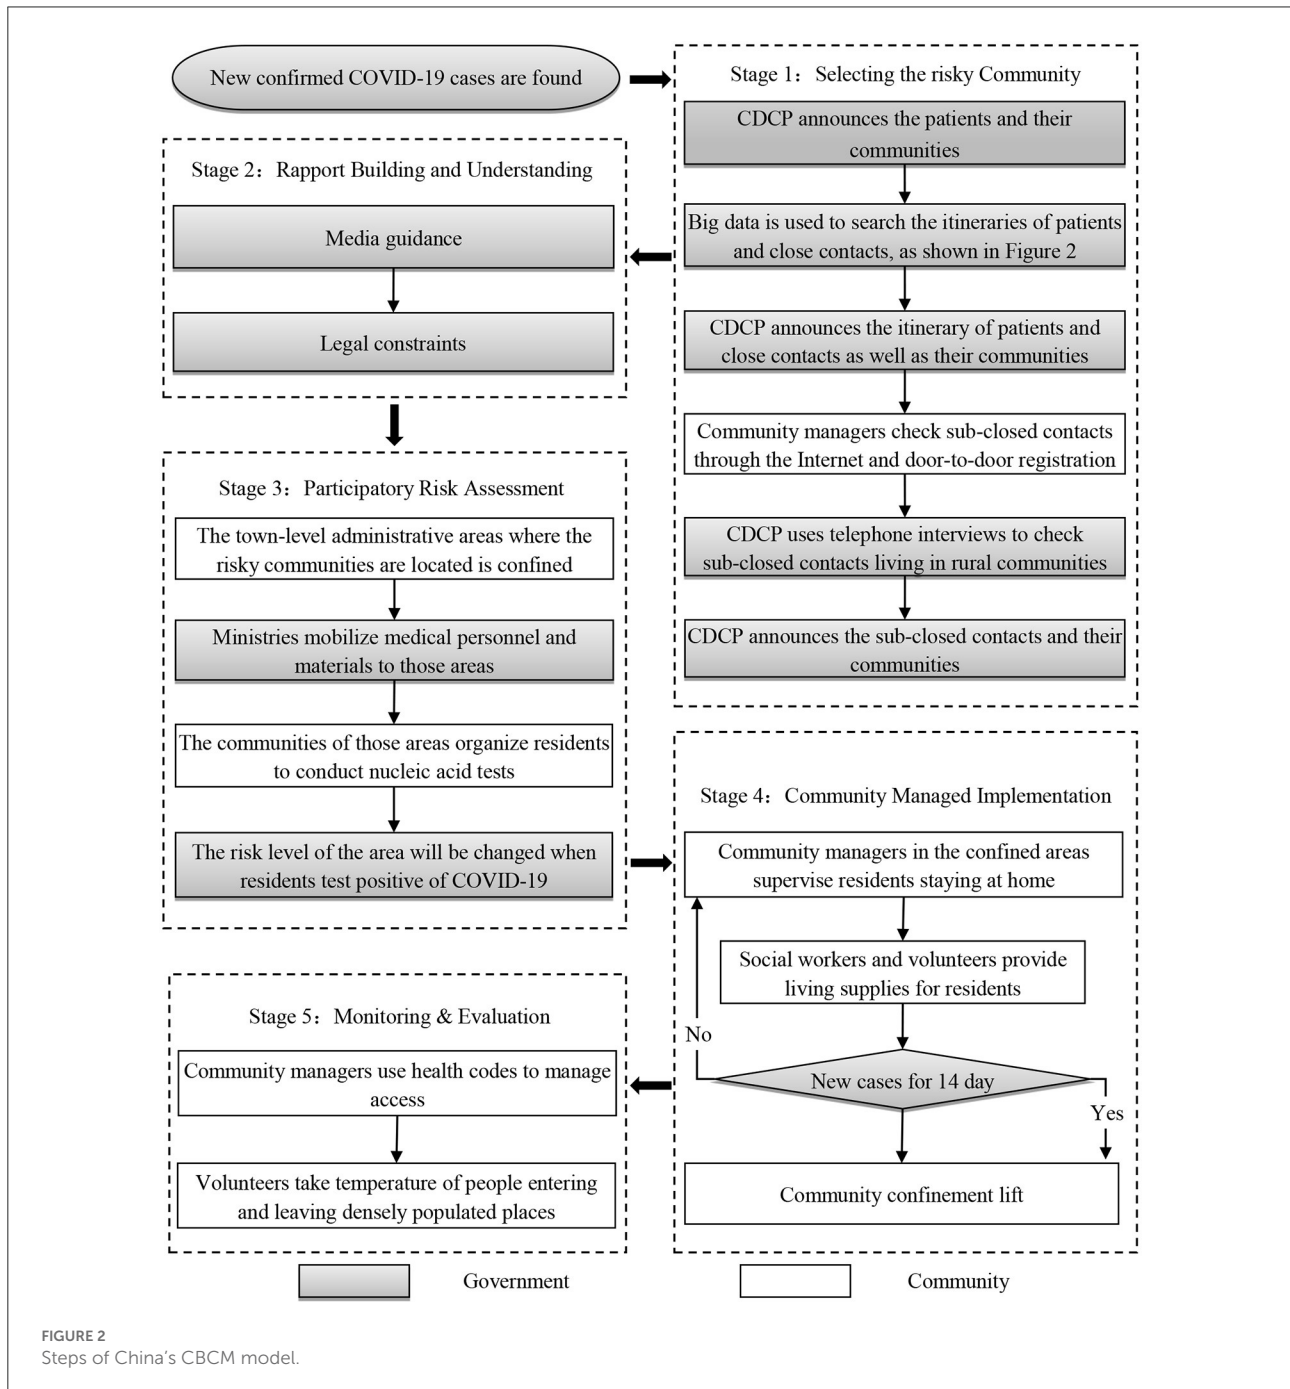 New confirmed COVID-19 cases are found
Stage 1: Selecting the risky Community
CDCP announces the patients and their
communities
Big data is used to search the itineraries of patients
and close contacts, as shown in Figure 2
CDCP announces the itinerary of patients and
close contacts as well as their communities
Community managers check sub-closed contacts
through the Internet and door-to-door registration
CDCP uses telephone interviews to check
sub-closed contacts living in rural communities
CDCP announces the sub-closed contacts and their
communities
Stage 2: Rapport Building and Understanding
Media guidance
Legal constraints
Stage 3: Participatory Risk Assessment
The town-level administrative areas where the
risky communities are located is confined
Ministries mobilize medical personnel and
materials to those areas
The communities of those areas organize residents
to conduct nucleic acid tests
The risk level of the area will be changed when
residents test positive of COVID-19
Stage 4: Community Managed Implementation
Community managers in the confined areas
supervise residents staying at home
Social workers and volunteers provide
living supplies for residents
No
New cases for 14 day
Yes
Community confinement lift
Stage 5: Monitoring & Evaluation
Community managers use health codes to manage
access
Volunteers take temperature of people entering
and leaving densely populated places
Government
Community
FIGURE 2
Steps of China's CBCM model.